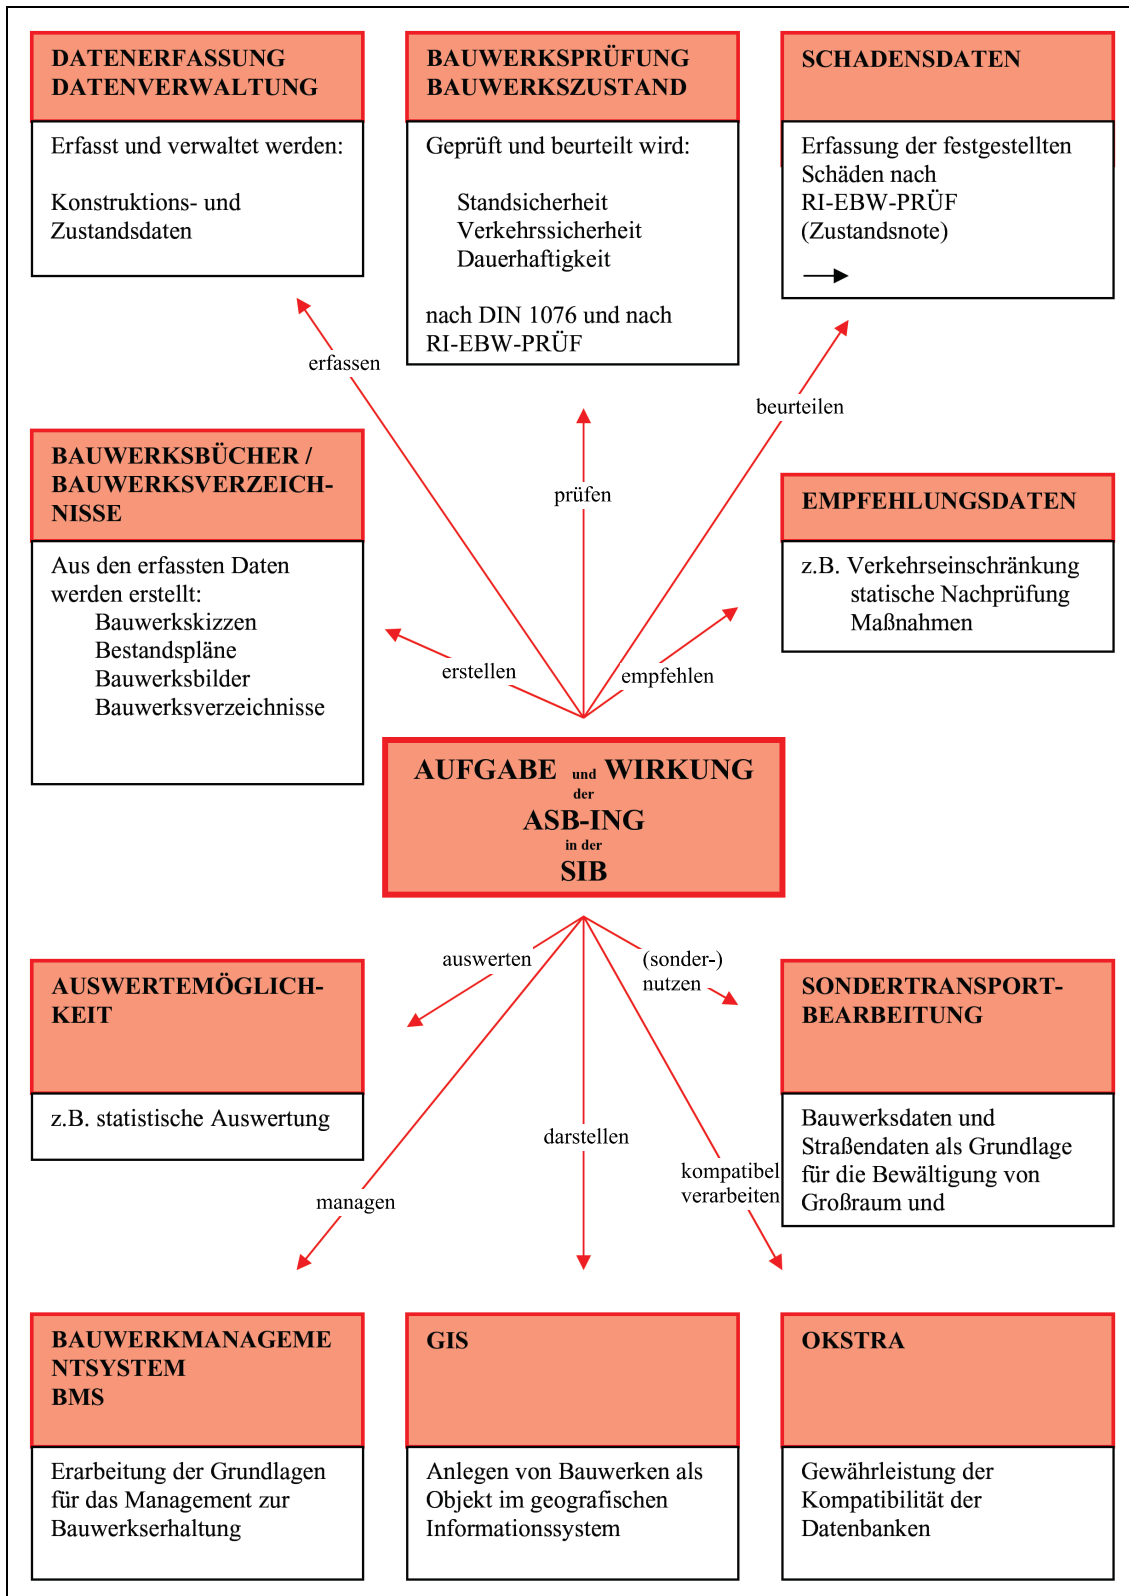 DATENERFASSUNG
DATENVERWALTUNG
Erfasst und verwaltet werden:
Konstruktions- und
Zustandsdaten
BAUWERKSPRÜFUNG
BAUWERKSZUSTAND
Geprüft und beurteilt wird:
Standsicherheit
Verkehrssicherheit
Dauerhaftigkeit
nach DIN 1076 und nach
RI-EBW-PRÜF
SCHADENSDATEN
Erfassung der festgestellten
Schäden nach
RI-EBW-PRÜF
(Zustandsnote)
erfassen
beurteilen
prüfen
BAUWERKSBÜCHER /
BAUWERKSVERZEICH-
NISSE
Aus den erfassten Daten
werden erstellt:
Bauwerkskizzen
Bestandspläne
Bauwerksbilder
Bauwerksverzeichnisse
EMPFEHLUNGSDATEN
z.B. Verkehrseinschränkung
statische Nachprüfung
Maßnahmen
erstellen
empfehlen
AUFGABE und WIRKUNG
der
ASB-ING
in der
SIB
auswerten
(sonder-)
nutzen
AUSWERTEMÖGLICH-
KEIT
z.B. statistische Auswertung
SONDERTRANSPORT-
BEARBEITUNG
Bauwerksdaten und
Straßendaten als Grundlage
für die Bewältigung von
Großraum und
darstellen
managen
kompatibel
verarbeiten
BAUWERKMANAGEME
NTSYSTEM
BMS
Erarbeitung der Grundlagen
für das Management zur
Bauwerkserhaltung
GIS
Anlegen von Bauwerken als
Objekt im geografischen
Informationssystem
OKSTRA
Gewährleistung der
Kompatibilität der
Datenbanken